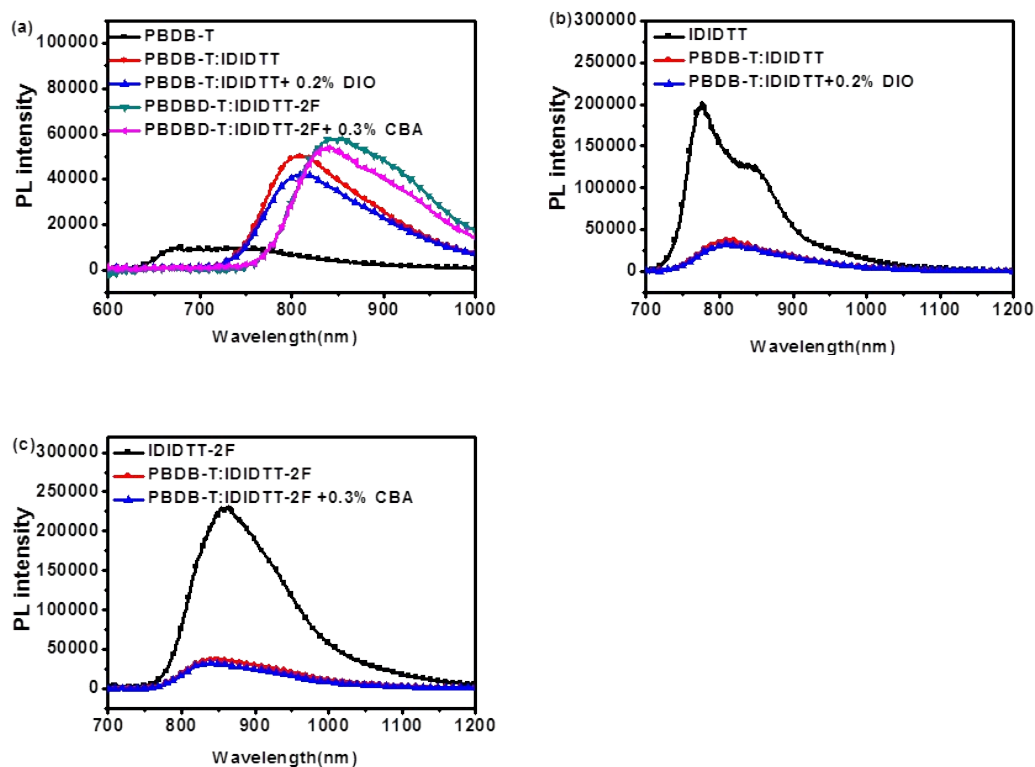 (a)
100000
80000
60000
40000
20000
0
PL intensity
PBDB-T
PBDB-T:IDIDTT
PBDB-T:IDIDTT+ 0.2% DIO
PBDBD-T:IDIDTT-2F
PBDBD-T:IDIDTT-2F+ 0.3% CBA
600 700 800 900 1000
Wavelength(nm)
(b)
300000
250000
200000
150000
100000
50000
0
PL intensity
IDIDTT
PBDB-T:IDIDTT
PBDB-T:IDIDTT+0.2% DIO
700 800 900 1000 1100 1200
Wavelength(nm)
(c)
300000
250000
200000
150000
100000
50000
0
PL intensity
IDIDTT-2F
PBDB-T:IDIDTT-2F
PBDB-T:IDIDTT-2F +0.3% CBA
700 800 900 1000 1100 1200
Wavelength(nm)